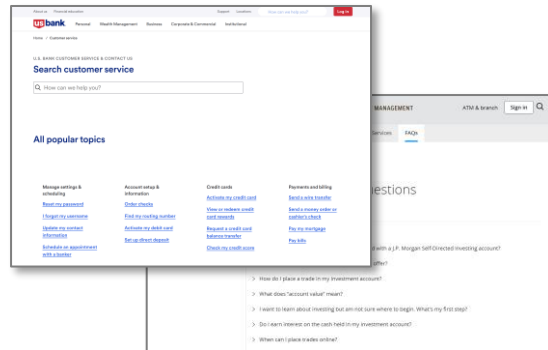 About us Financial education Support Locations How can we help you? Log in
usbank Personal Wealth Management Business Corporate & Commercial Institutional
Home / Customer service
U.S. BANK CUSTOMER SERVICE & CONTACT US
Search customer service
How can we help you?
All popular topics
Manage settings & scheduling
Reset my password
I forgot my username
Update my contact
information
Schedule an appointment
with a banker
Account setup &
information
Order checks
Find my routing number
Activate my debit card
Set up direct deposit
Credit cards
Activate my credit card
View or redeem credit
card rewards
Request a credit card
balance transfer
Check my credit score
Payments and billing
Send a wire transfer
Send a money order or
cashier's check
Pay my mortgage
Pay bills
MANAGEMENT ATM & branch Sign in
Services FAQs
estions
d with a J.P. Morgan Self-Directed Investing account?
offer?
> How do I place a trade in my investment account?
> What does "account value" mean?
> I want to learn about investing but am not sure where to begin. What's my first step?
> Do I earn interest on the cash held in my investment account?
> When can I place trades online?